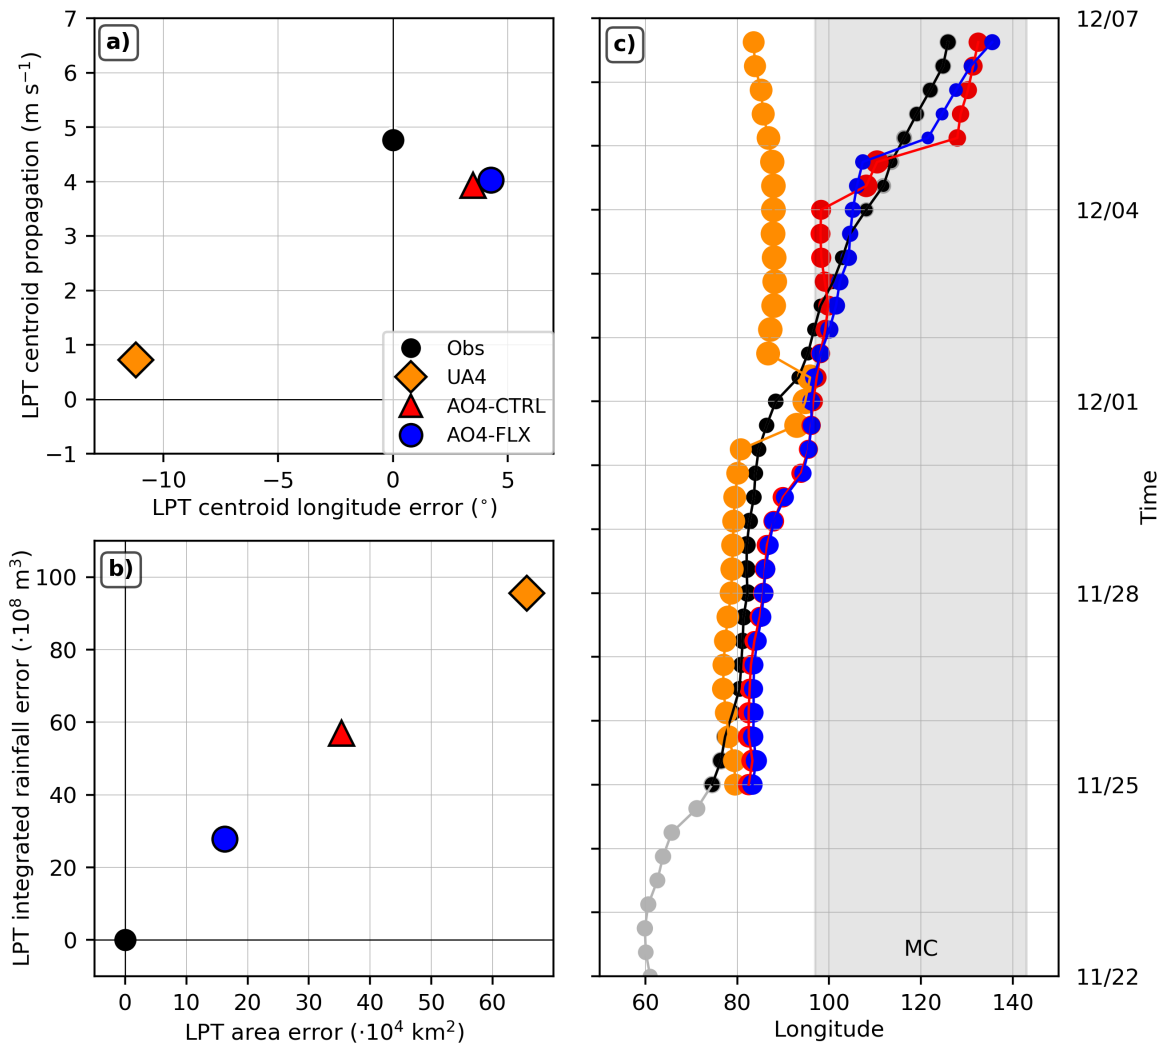 a)
7
6
5
4
3
2
1
0
−1
LPT centroid propagation (m s⁻¹)
−10
−5
0
5
LPT centroid longitude error (°)
Obs
UA4
AO4-CTRL
AO4-FLX
b)
100
80
60
40
20
0
LPT integrated rainfall error (·10⁸ m³)
0
10
20
30
40
50
60
LPT area error (·10⁴ km²)
c)
12/07
12/04
12/01
11/28
11/25
11/22
Time
MC
60
80
100
120
140
Longitude